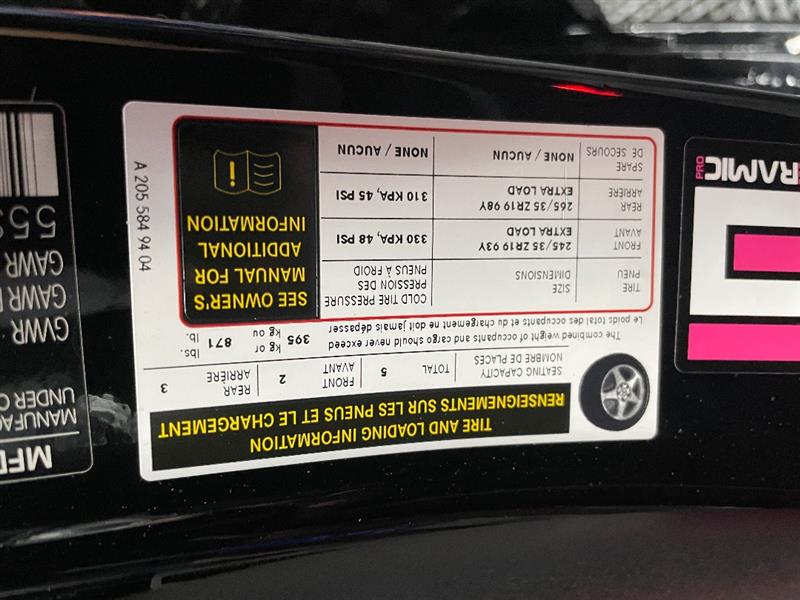 TIRE AND LOADING INFORMATION
RENSEIGNEMENTS SUR LES PNEUS ET LE CHARGEMENT
SEATING CAPACITY
NOMBRE DE PLACES
TOTAL 5
FRONT
AVANT
2
REAR
ARRIÈRE
3
The combined weight of occupants and cargo should never exceed
Le poids total des occupants et du chargement ne doit jamais dépasser
395 kg or
kg ou
871 lbs.
lb.
TIRE
PNEU
SIZE
DIMENSIONS
COLD TIRE PRESSURE
PRESSION DES
PNEUS À FROID
FRONT
AVANT
245/35 ZR19 93Y
EXTRA LOAD
330 KPA, 48 PSI
REAR
ARRIÈRE
265/35 ZR19 98Y
EXTRA LOAD
310 KPA, 45 PSI
SPARE
DE SECOURS
NONE / AUCUN
NONE / AUCUN
SEE OWNER'S
MANUAL FOR
ADDITIONAL
INFORMATION
A 205 584 94 04
MFD
MANUFAC
UNDER
GVWR
GAWR
GAWR
55
RAMIC
PRO